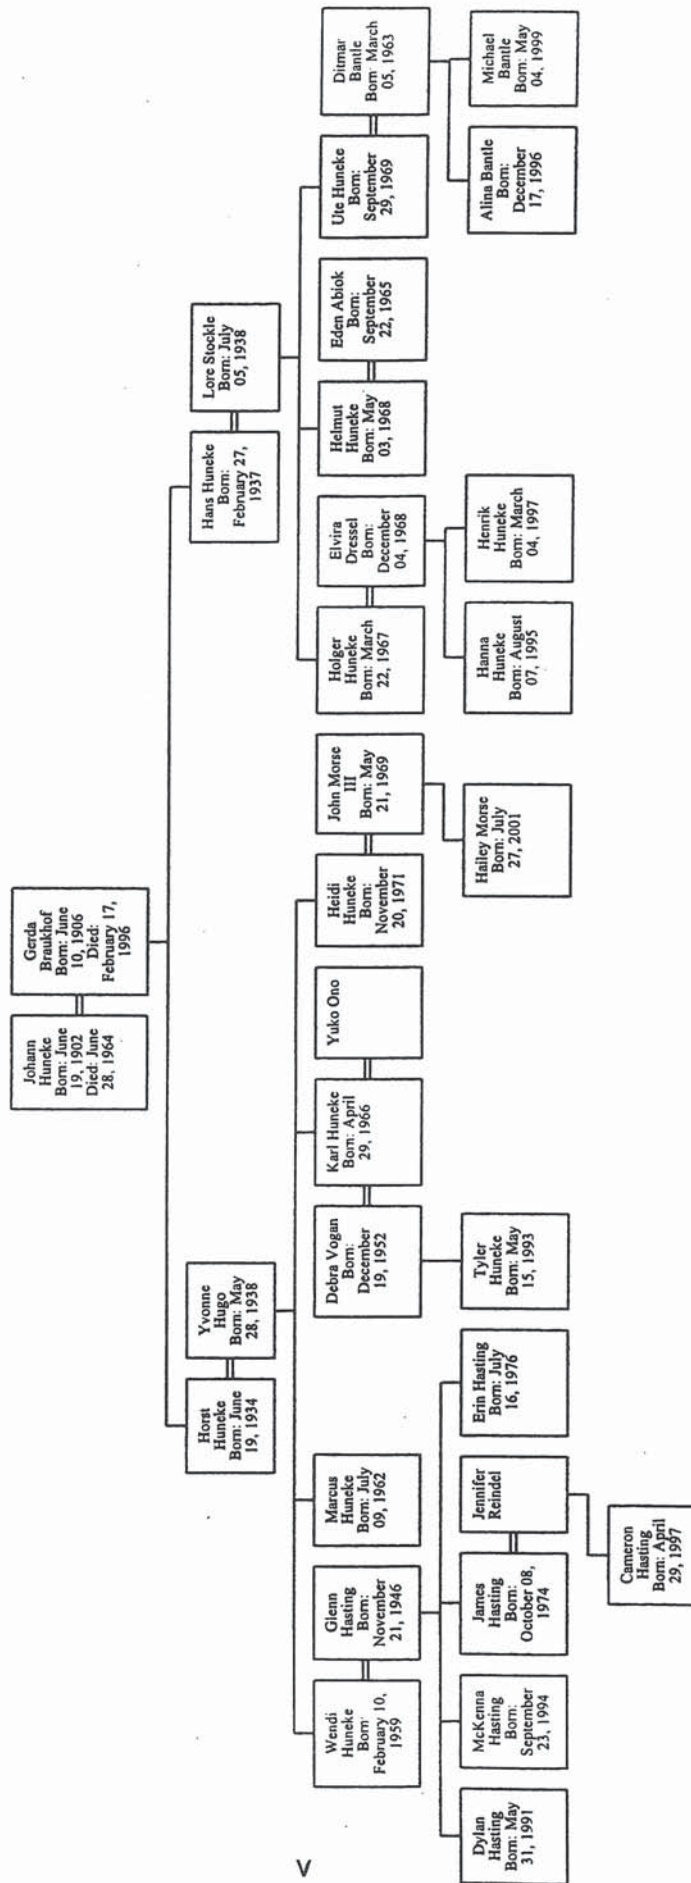 Johann
Huneke
Born: June
19, 1902
Died: June
28, 1964
Gerda
Braukhof
Born: June
10, 1906
Died:
February 17,
1996
Horst
Huneke
Born: June
19, 1934
Yvonne
Hugo
Born: May
28, 1938
Hans Huneke
Born:
February 27,
1937
Lore Stockle
Born: July
05, 1938
Wendi
Huneke
Born
February 10,
1959
Glenn
Hasting
Born:
November
21, 1946
Marcus
Huneke
Born: July
09, 1962
Debra Vogan
Born:
December
19, 1952
Karl Huneke
Born: April
29, 1966
Yuko Ono
Heidi
Huneke
Born:
November
20, 1971
John Morse
III
Born: May
21, 1969
Holger
Huneke
Born: March
22, 1967
Elvira
Dressel
Born:
December
04, 1968
Helmut
Huneke
Born: May
03, 1968
Eden Abiok
Born:
September
22, 1965
Ute Huneke
Born:
September
29, 1969
Ditmar
Bantle
Born March
05, 1963
Dylan
Hasting
Born: May
31, 1991
McKenna
Hasting
Born:
September
23, 1994
James
Hasting
Born:
October 08,
1974
Jennifer
Reindel
Erin Hasting
Born: July
16, 1976
Tyler
Huneke
Born: May
15, 1993
Hailey Morse
Born: July
27, 2001
Hanna
Huneke
Born: August
07, 1995
Henrik
Huneke
Born: March
04, 1997
Alina Bantle
Born:
December
17, 1996
Michael
Bantle
Born: May
04, 1999
Cameron
Hasting
Born: April
29, 1997
V